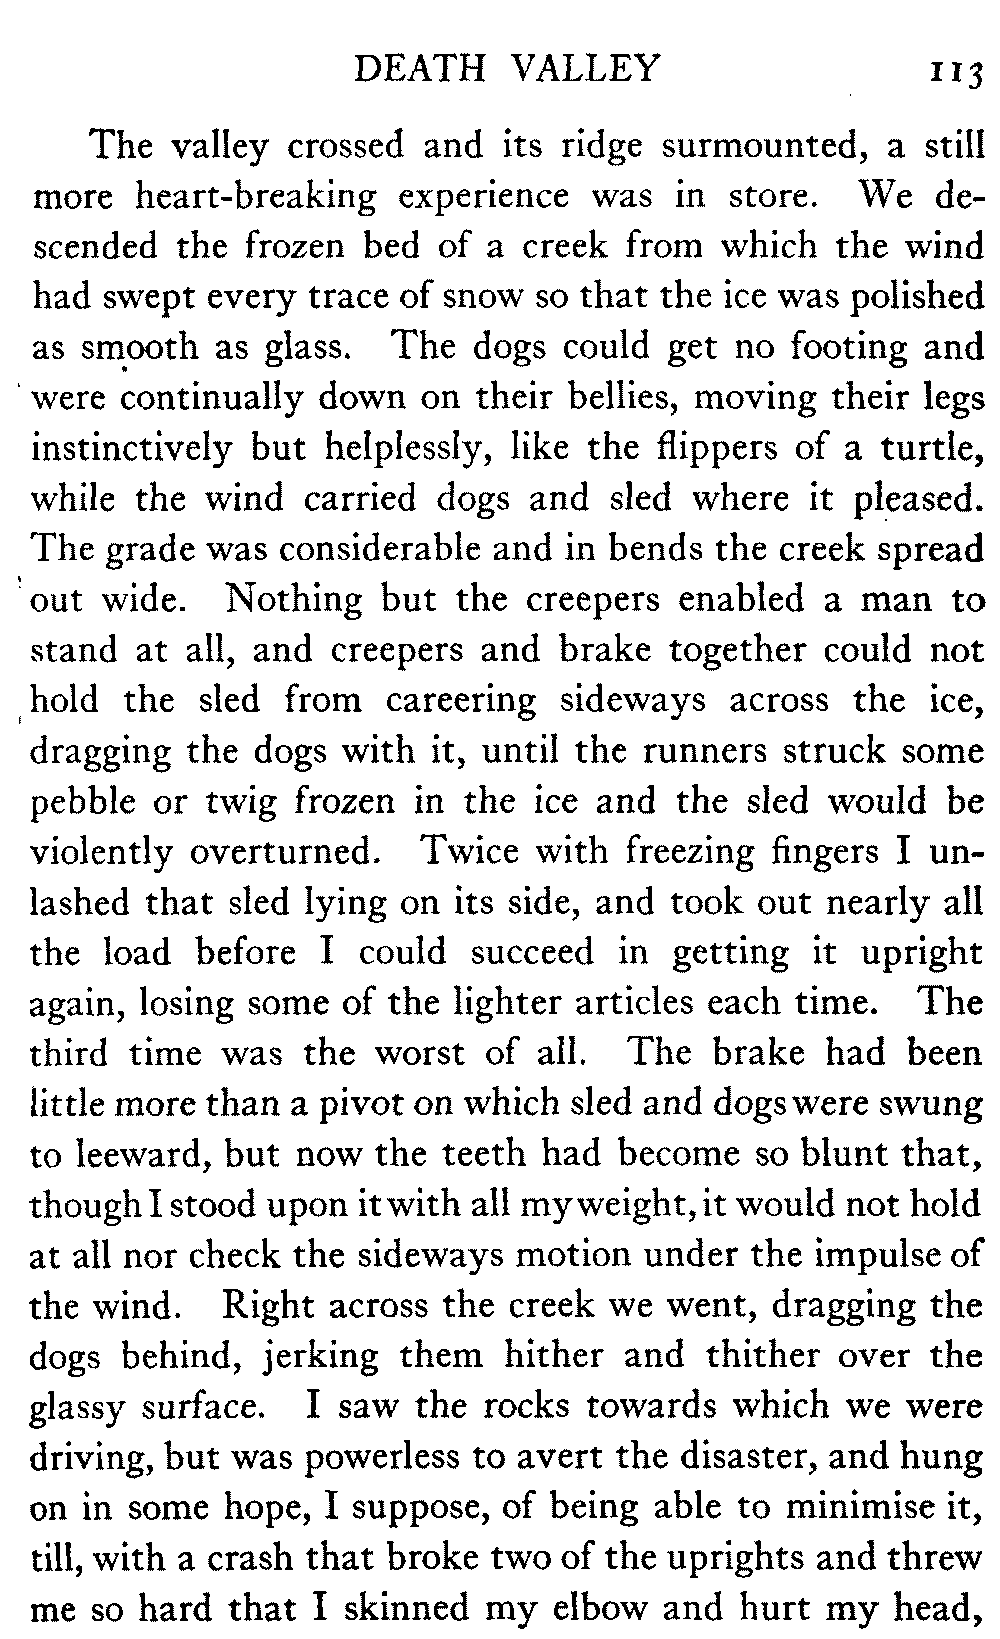 DEATH VALLEY 113
The valley crossed and its ridge surmounted, a still
more heart-breaking experience was in store. We de-
scended the frozen bed of a creek from which the wind
had swept every trace of snow so that the ice was polished
as smooth as glass. The dogs could get no footing and
were continually down on their bellies, moving their legs
instinctively but helplessly, like the flippers of a turtle,
while the wind carried dogs and sled where it pleased.
The grade was considerable and in bends the creek spread
out wide. Nothing but the creepers enabled a man to
stand at all, and creepers and brake together could not
hold the sled from careering sideways across the ice,
dragging the dogs with it, until the runners struck some
pebble or twig frozen in the ice and the sled would be
violently overturned. Twice with freezing fingers I un-
lashed that sled lying on its side, and took out nearly all
the load before I could succeed in getting it upright
again, losing some of the lighter articles each time. The
third time was the worst of all. The brake had been
little more than a pivot on which sled and dogs were swung
to leeward, but now the teeth had become so blunt that,
though I stood upon it with all my weight, it would not hold
at all nor check the sideways motion under the impulse of
the wind. Right across the creek we went, dragging the
dogs behind, jerking them hither and thither over the
glassy surface. I saw the rocks towards which we were
driving, but was powerless to avert the disaster, and hung
on in some hope, I suppose, of being able to minimise it,
till, with a crash that broke two of the uprights and threw
me so hard that I skinned my elbow and hurt my head,